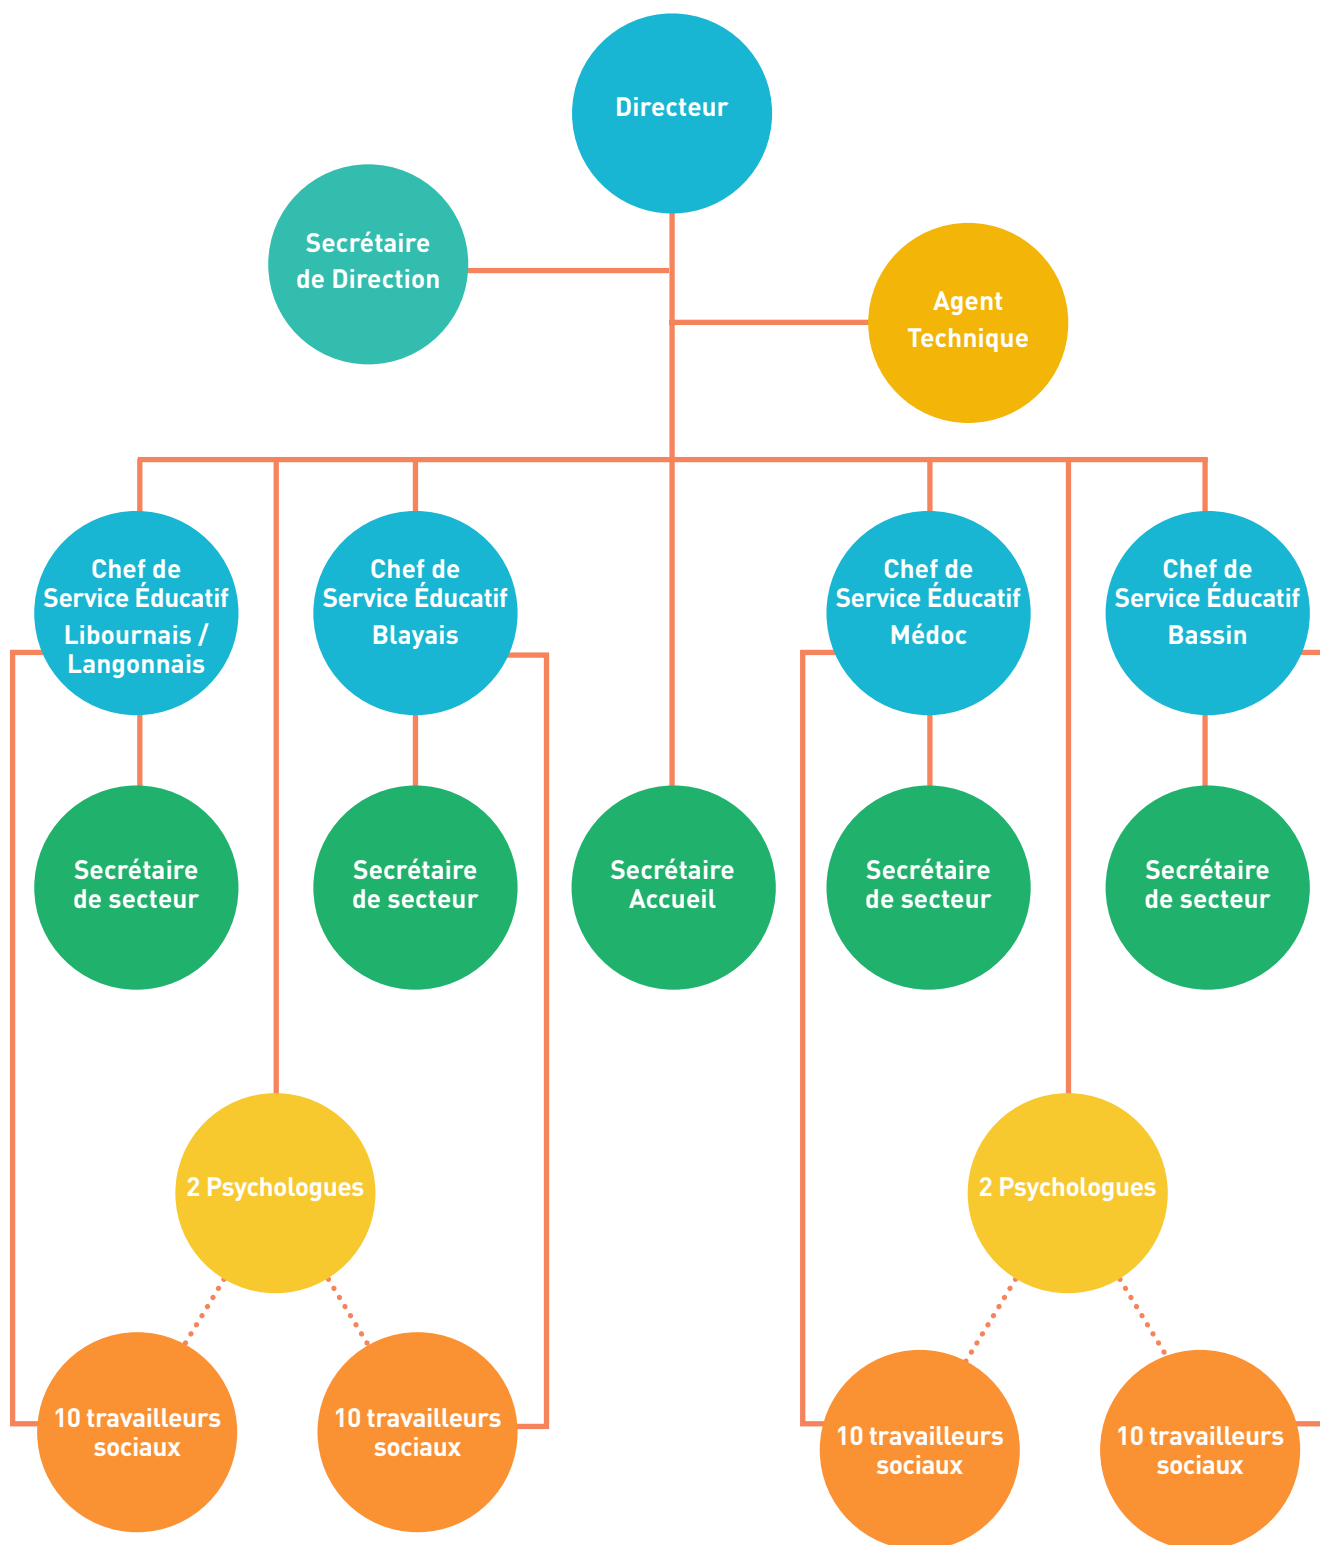 Directeur
Secrétaire
de Direction
Agent
Technique
Chef de
Service Éducatif
Libournais /
Langonnais
Chef de
Service Éducatif
Blayais
Chef de
Service Éducatif
Médoc
Chef de
Service Éducatif
Bassin
Secrétaire
de secteur
Secrétaire
de secteur
Secrétaire
Accueil
Secrétaire
de secteur
Secrétaire
de secteur
2 Psychologues
2 Psychologues
10 travailleurs
sociaux
10 travailleurs
sociaux
10 travailleurs
sociaux
10 travailleurs
sociaux